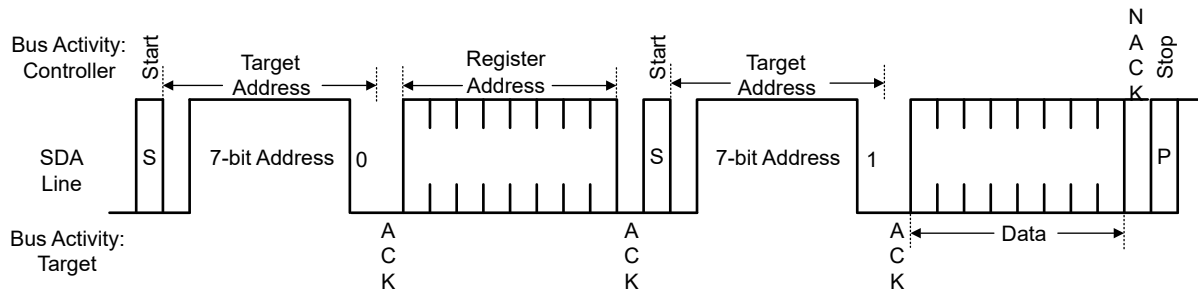 Bus Activity:
Controller
Start
Target
Address
Register
Address
Start
Target
Address
N
A
C
K
Stop
SDA
Line
S
7-bit Address
0
S
7-bit Address
1
P
Bus Activity:
Target
A
C
K
A
C
K
A
C
K
Data